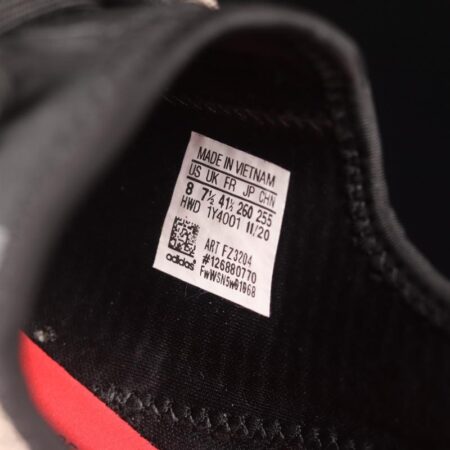 MADE IN VIETNAM
US UK FR JP CHN
8 7½ 41⅓ 260 255
HWD 1Y4001 11/20
ART FZ3204
#126880770
adidas